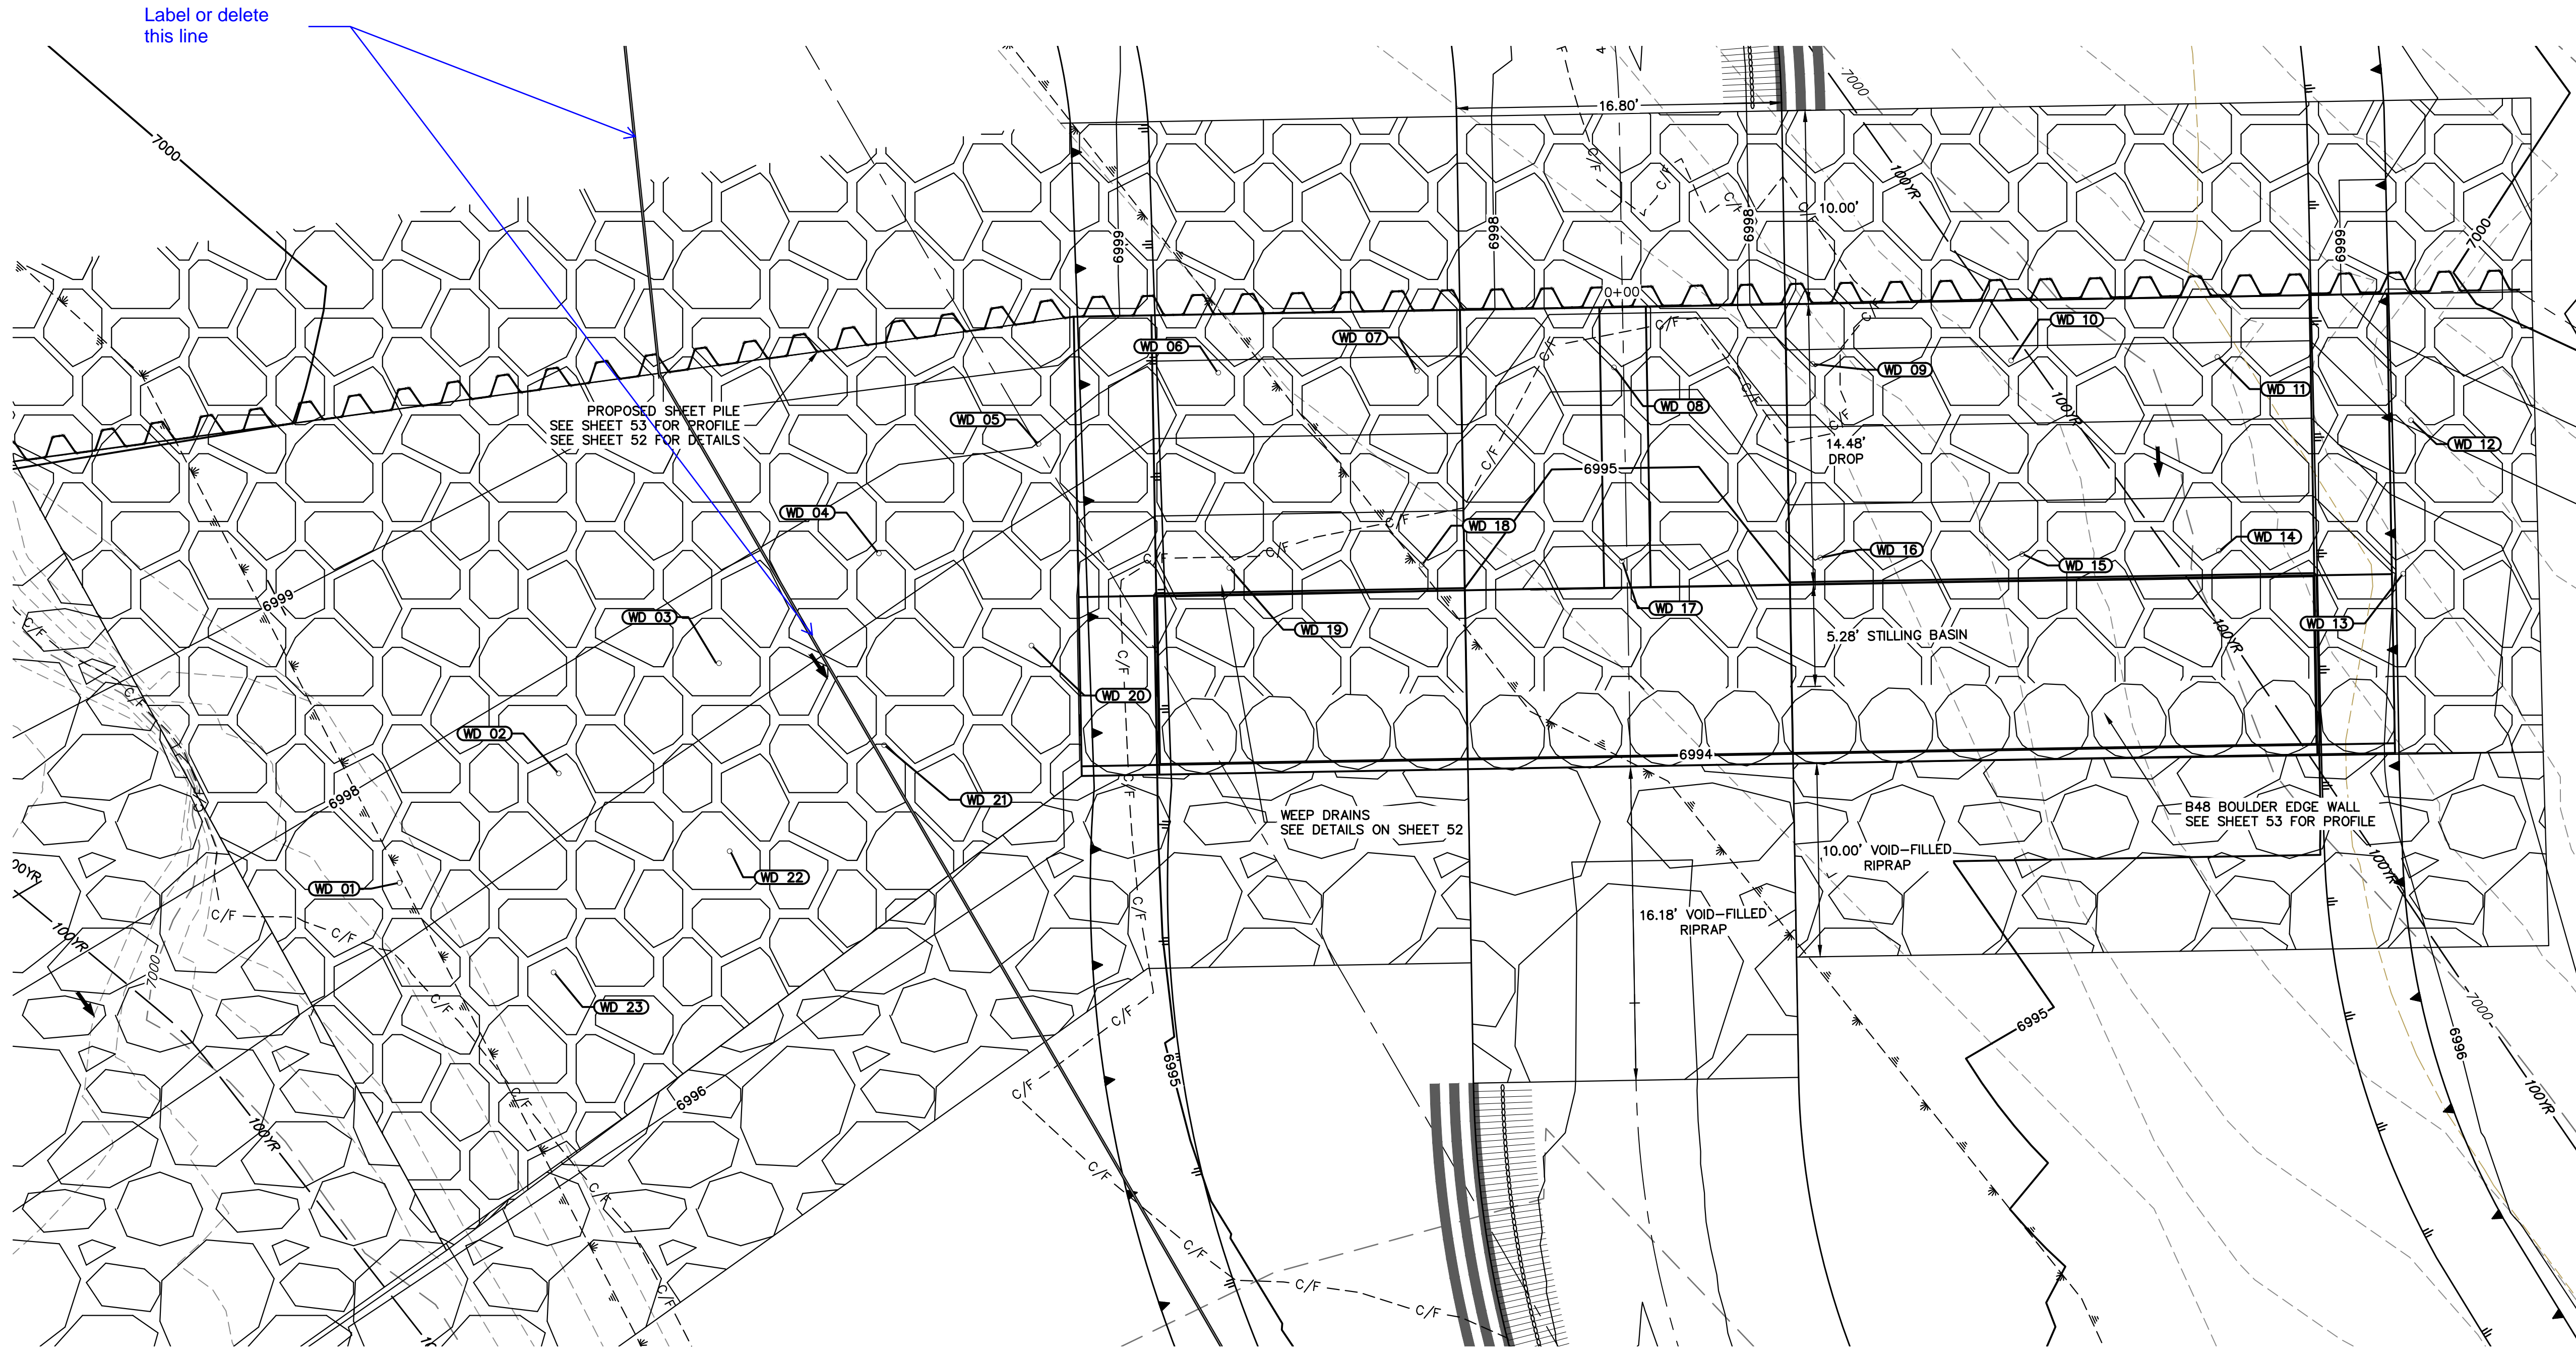 Label or delete
this line
7000
16.80'
7000
100YR
C/F
C/F
C/F
C/F
10.00'
6999
6998
6998
6999
7000
0+00
C/F
C/F
C/F
WD 06
WD 07
WD 10
WD 09
WD 11
WD 08
WD 05
WD 12
PROPOSED SHEET PILE
SEE SHEET 53 FOR PROFILE
SEE SHEET 52 FOR DETAILS
100YR
C/F
C/F
14.48'
DROP
C/F
6995
WD 04
WD 18
C/F
C/F
C/F
WD 16
WD 14
WD 15
6999
C/F
WD 03
WD 17
WD 19
WD 13
100YR
5.28' STILLING BASIN
C/F
C/F
WD 20
WD 02
6994
C/F
6998
C/F
WD 21
WEEP DRAINS
SEE DETAILS ON SHEET 52
B48 BOULDER EDGE WALL
SEE SHEET 53 FOR PROFILE
10.00' VOID-FILLED
RIPRAP
100YR
00YR
WD 01
WD 22
C/F
C/F
C/F
16.18' VOID-FILLED
RIPRAP
100YR
7000
C/F
WD 23
C/F
6995
7000
6996
6995
C/F
6996
C/F
100YR
100YR
C/F
C/F
C/F
C/F
C/F
C/F